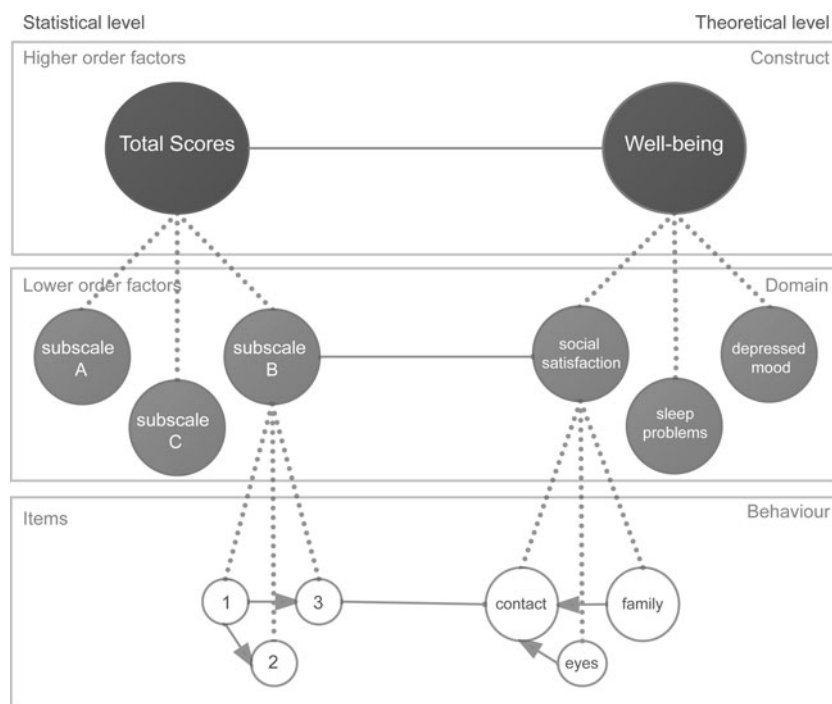 Statistical level
Theoretical level
Higher order factors
Construct
Total Scores
Well-being
Lower order factors
Domain
subscale
A
subscale
B
social
satisfaction
depressed
mood
subscale
C
sleep
problems
Items
Behaviour
1
3
contact
family
2
eyes